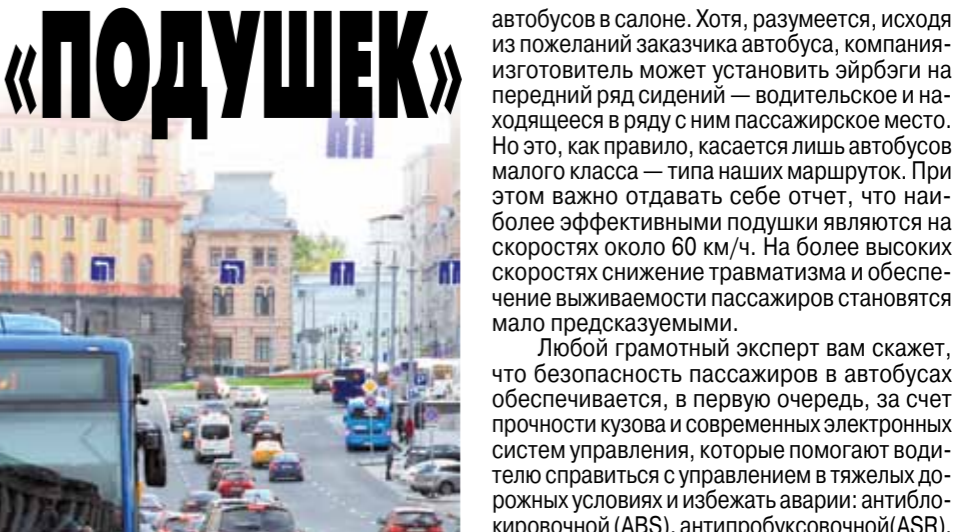 «ПОДУШЕК»
автобусов в салоне. Хотя, разумеется, исходя
из пожеланий заказчика автобуса, компания-
изготовитель может установить эйрбэги на
передний ряд сидений — водительское и на-
ходящееся в ряду с ним пассажирское место.
Но это, как правило, касается лишь автобусов
малого класса — типа наших маршруток. При
этом важно отдавать себе отчет, что наи-
более эффективными подушки являются на
скоростях около 60 км/ч. На более высоких
скоростях снижение травматизма и обеспе-
чение выживаемости пассажиров становятся
мало предсказуемыми.
Любой грамотный эксперт вам скажет,
что безопасность пассажиров в автобусах
обеспечивается, в первую очередь, за счет
прочности кузова и современных электронных
систем управления, которые помогают води-
телю справиться с управлением в тяжелых до-
рожных условиях и избежать аварии: антибло-
кировочной (ABS), антипробуксовочной(ASR),